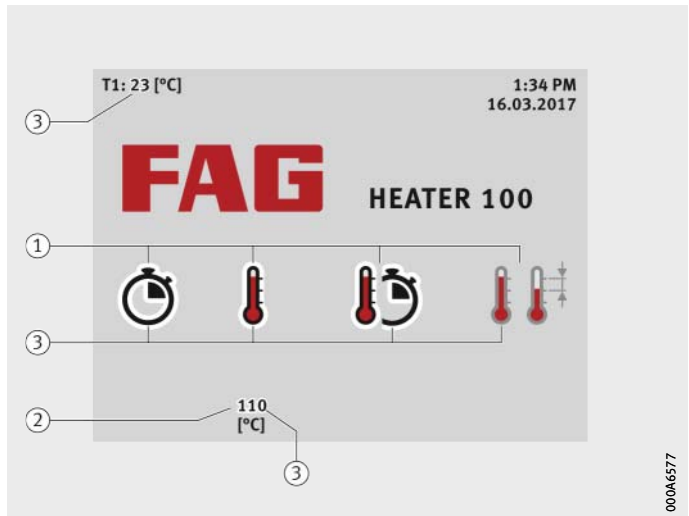 T1: 23 [°C]
1:34 PM
16.03.2017
3
FAG
HEATER 100
1
3
2
110
[°C]
3
000A6577